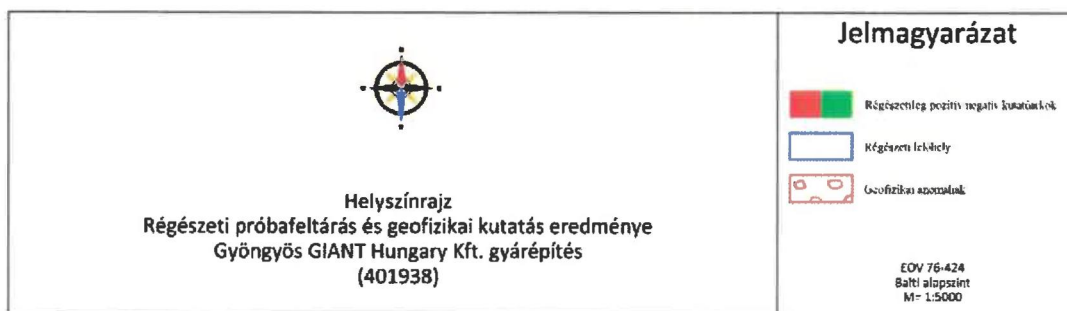 Helyszínrajz
Régészeti próbafeltárás és geofizikai kutatás eredménye
Gyöngyös GIANT Hungary Kft. gyárépítés
(401938)
Jelmagyarázat
Régészetileg pozitív negatív kutatóárkok
Régészeti lelőhely
Geofizikai anomáliák
EOV 76-424
Balti alapszint
M= 1:5000